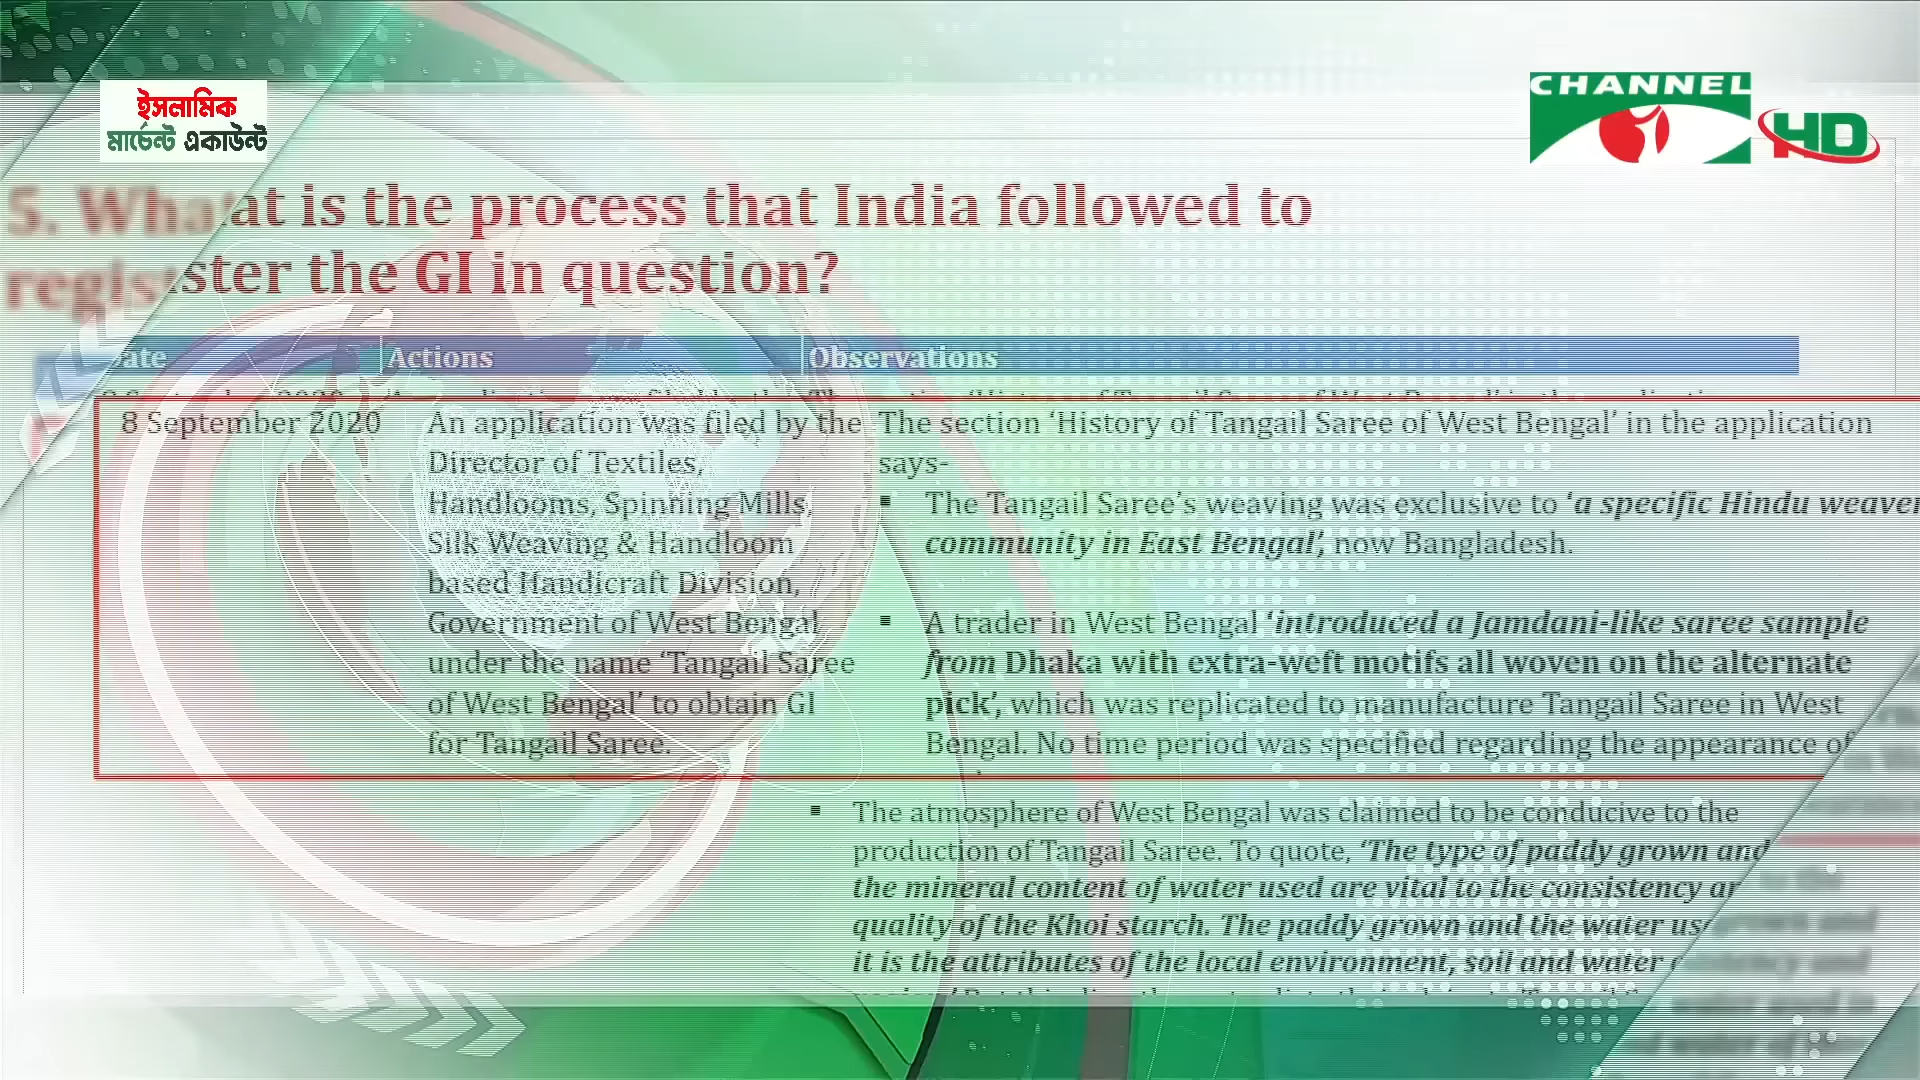 ইসলামিক
মার্চেন্ট একাউন্ট
CHANNEL
HD
5. What is the process that India followed to
register the GI in question?
ate Actions Observations
8 September 2020
An application was filed by the
Director of Textiles,
Handlooms, Spinning Mills,
Silk Weaving & Handloom
based Handicraft Division,
Government of West Bengal
under the name ‘Tangail Saree
of West Bengal’ to obtain GI
for Tangail Saree.
The section ‘History of Tangail Saree of West Bengal’ in the application
says-
▪ The Tangail Saree’s weaving was exclusive to ‘a specific Hindu weaver
community in East Bengal’, now Bangladesh.
▪ A trader in West Bengal ‘introduced a Jamdani-like saree sample
from Dhaka with extra-weft motifs all woven on the alternate
pick’, which was replicated to manufacture Tangail Saree in West
Bengal. No time period was specified regarding the appearance of
▪ The atmosphere of West Bengal was claimed to be conducive to the
production of Tangail Saree. To quote, ‘The type of paddy grown and
the mineral content of water used are vital to the consistency
quality of the Khoi starch. The paddy grown and the water
it is the attributes of the local environment, soil and water